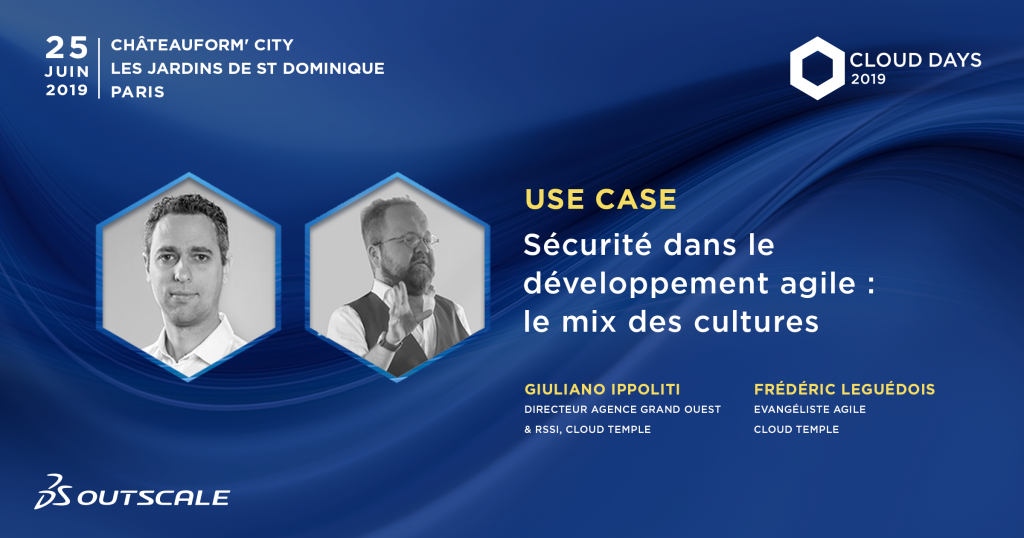 25
JUIN
2019
CHÂTEAUFORM' CITY
LES JARDINS DE ST DOMINIQUE
PARIS
CLOUD DAYS
2019
USE CASE
Sécurité dans le
développement agile :
le mix des cultures
GIULIANO IPPOLITI
DIRECTEUR AGENCE GRAND OUEST
& RSSI, CLOUD TEMPLE
FRÉDÉRIC LEGUÉDOIS
EVANGÉLISTE AGILE
CLOUD TEMPLE
3DS OUTSCALE